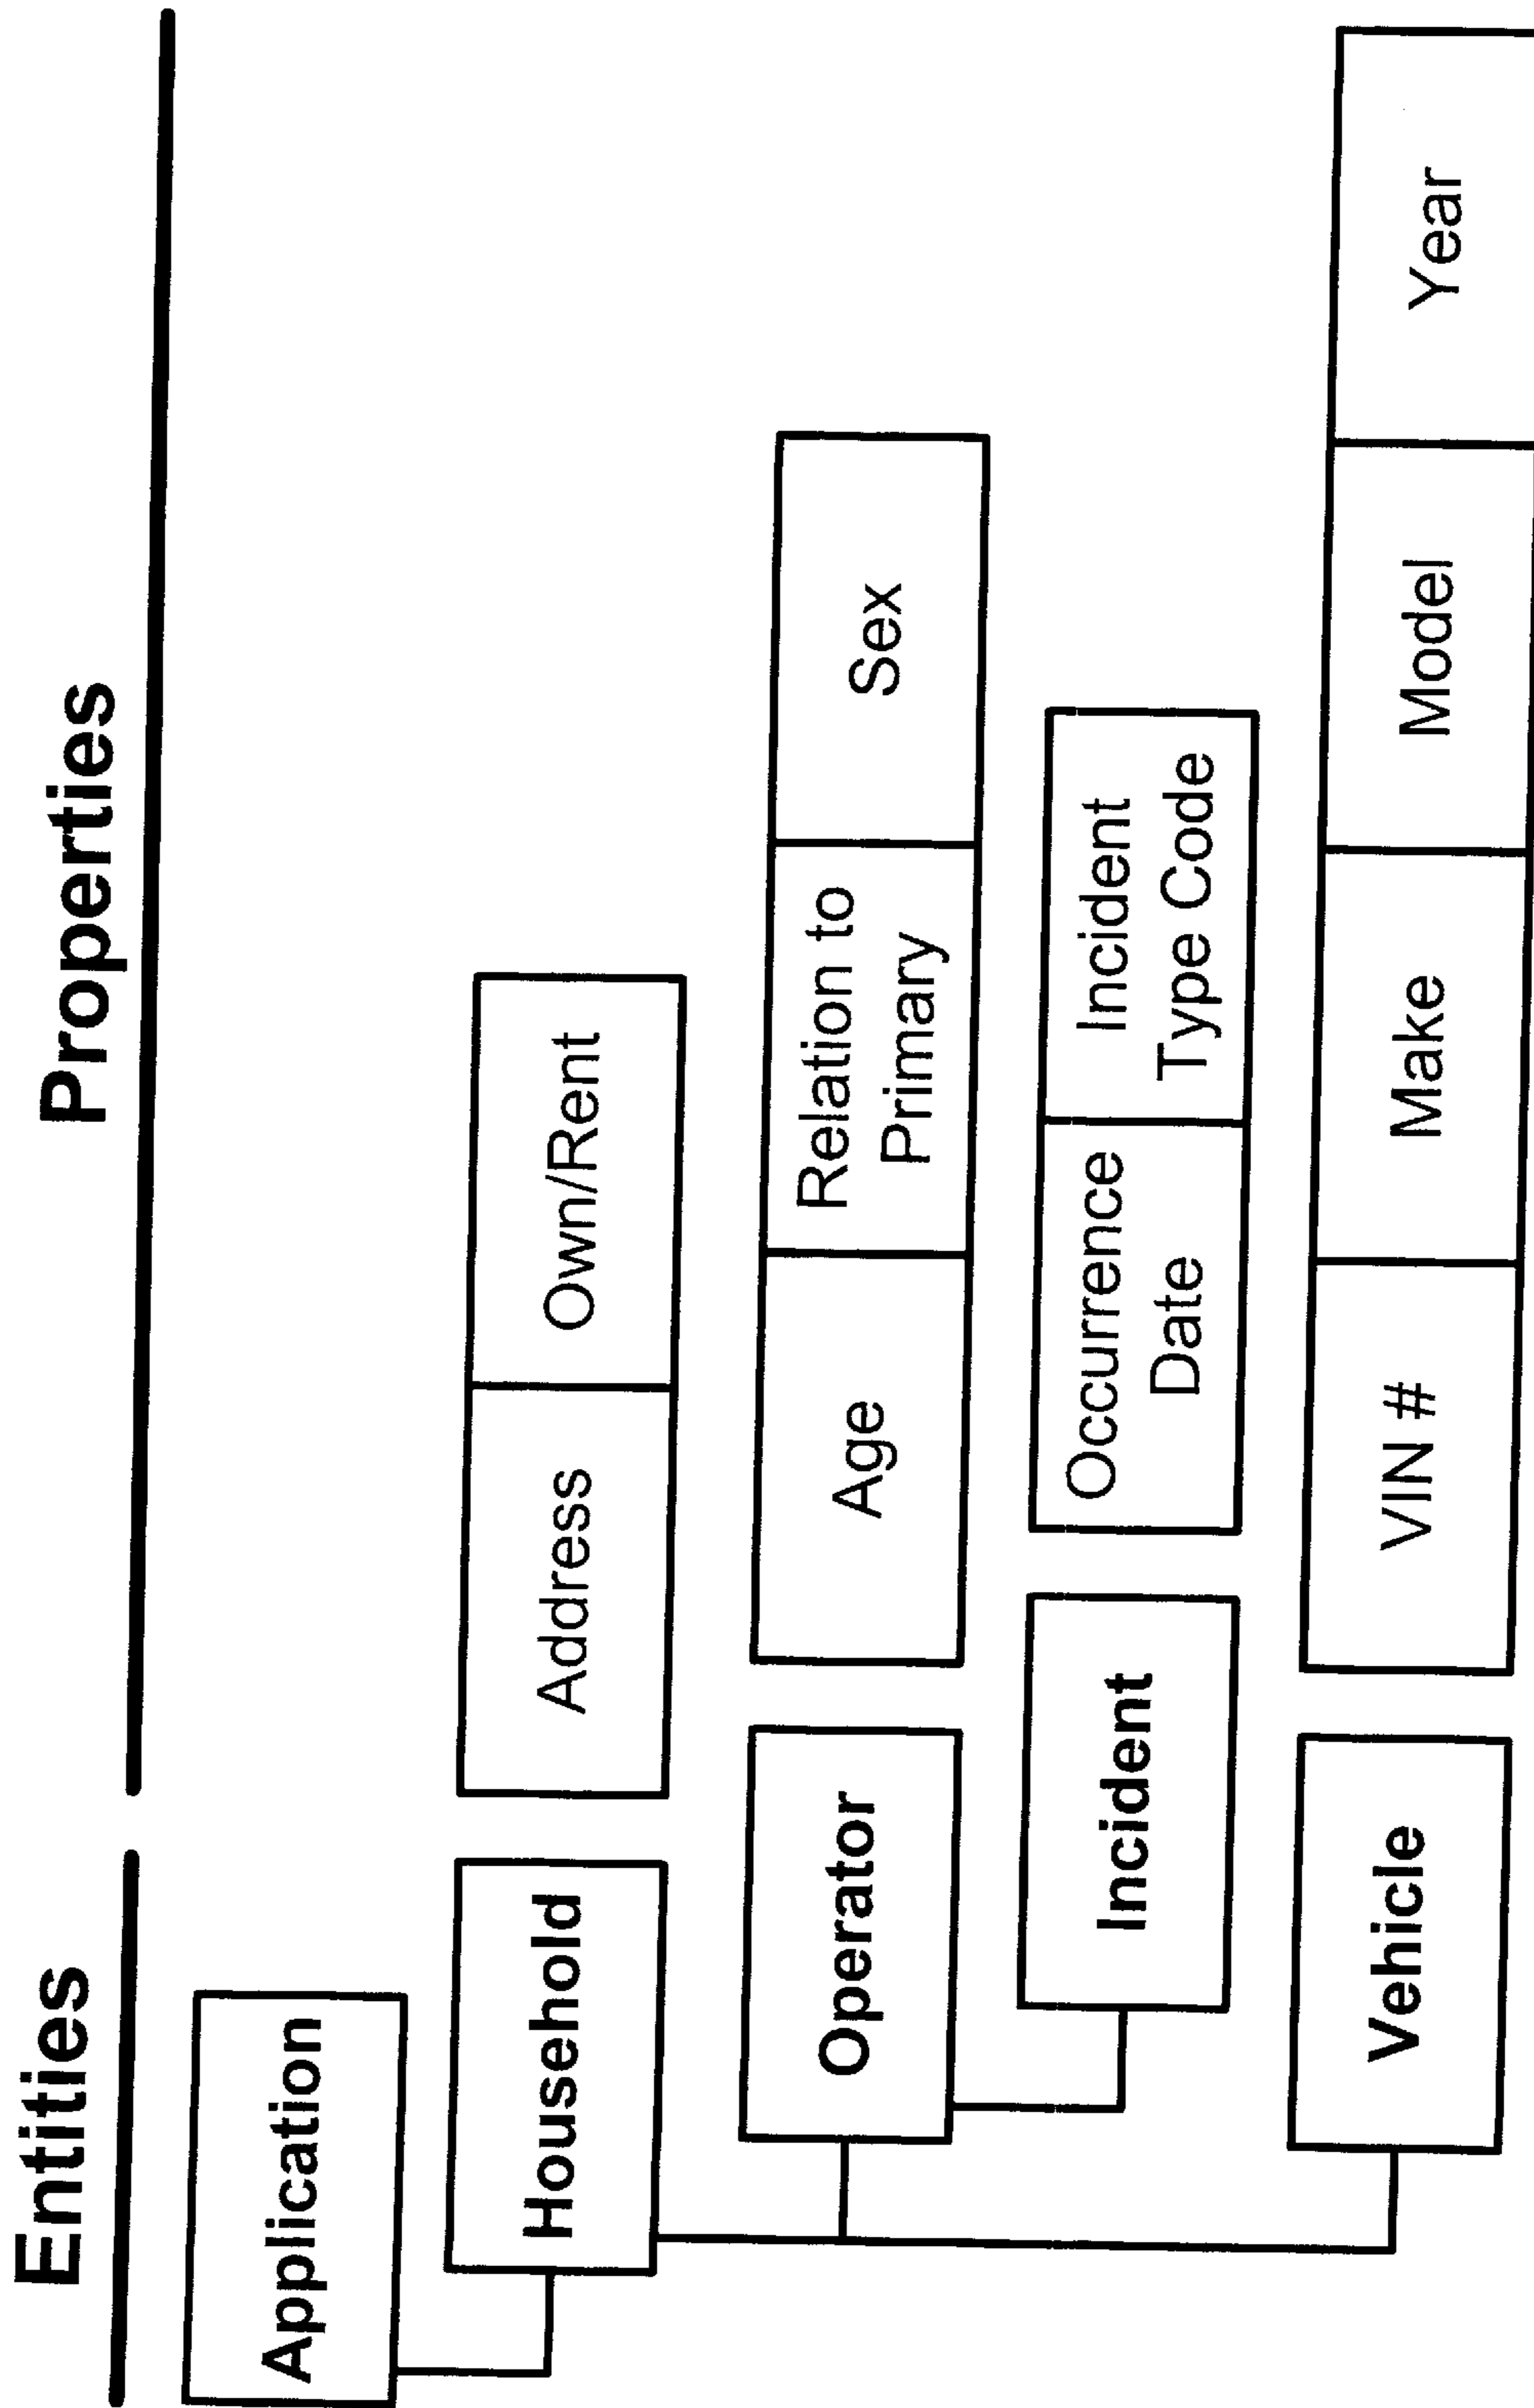 Entities
Properties
Application
Household
Address
Own/Rent
Operator
Age
Relation to
Primary
Sex
Incident
Occurrence
Date
Incident
Type Code
Vehicle
VIN #
Make
Model
Year